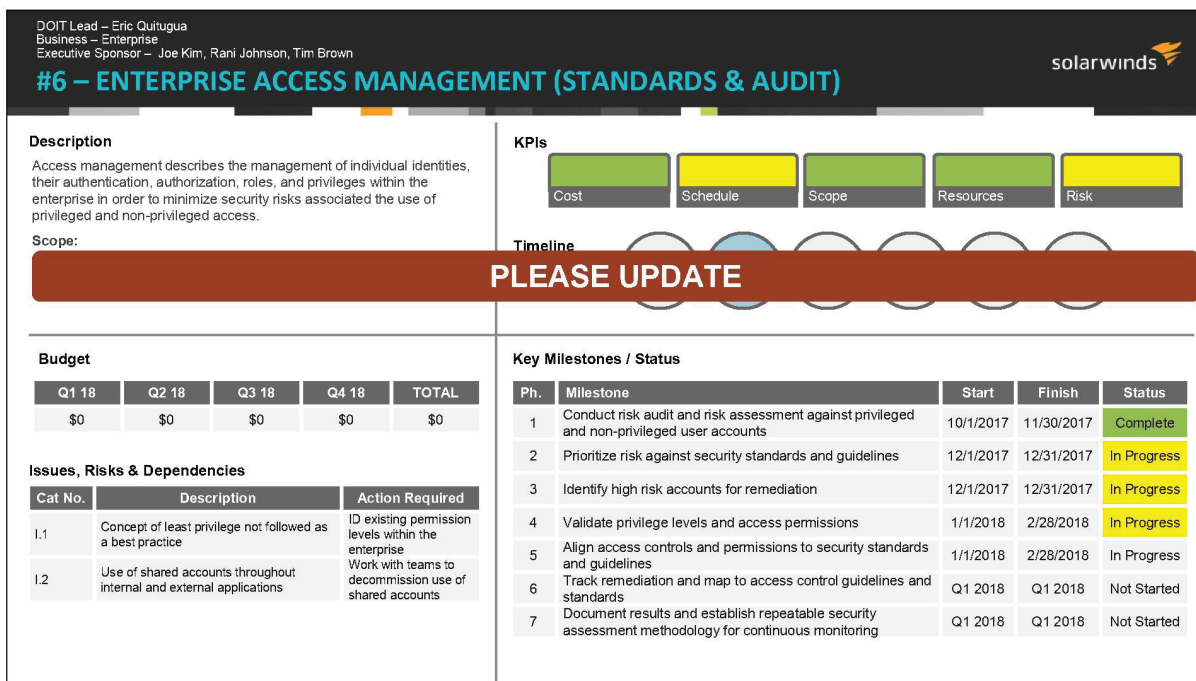 DOIT Lead – Eric Quitugua
Business – Enterprise
Executive Sponsor – Joe Kim, Rani Johnson, Tim Brown
#6 – ENTERPRISE ACCESS MANAGEMENT (STANDARDS & AUDIT)
solarwinds
Description
Access management describes the management of individual identities,
their authentication, authorization, roles, and privileges within the
enterprise in order to minimize security risks associated the use of
privileged and non-privileged access.
Scope:
KPIs
Cost Schedule Scope Resources Risk
Timeline
PLEASE UPDATE
Budget
Q1 18 Q2 18 Q3 18 Q4 18 TOTAL
$0 $0 $0 $0 $0
Issues, Risks & Dependencies
Cat No. Description Action Required
I.1 Concept of least privilege not followed as
a best practice
ID existing permission
levels within the
enterprise
I.2 Use of shared accounts throughout
internal and external applications
Work with teams to
decommission use of
shared accounts
Key Milestones / Status
Ph. Milestone Start Finish Status
1 Conduct risk audit and risk assessment against privileged
and non-privileged user accounts
10/1/2017 11/30/2017 Complete
2 Prioritize risk against security standards and guidelines 12/1/2017 12/31/2017 In Progress
3 Identify high risk accounts for remediation 12/1/2017 12/31/2017 In Progress
4 Validate privilege levels and access permissions 1/1/2018 2/28/2018 In Progress
5 Align access controls and permissions to security standards
and guidelines
1/1/2018 2/28/2018 In Progress
6 Track remediation and map to access control guidelines and
standards
Q1 2018 Q1 2018 Not Started
7 Document results and establish repeatable security
assessment methodology for continuous monitoring
Q1 2018 Q1 2018 Not Started